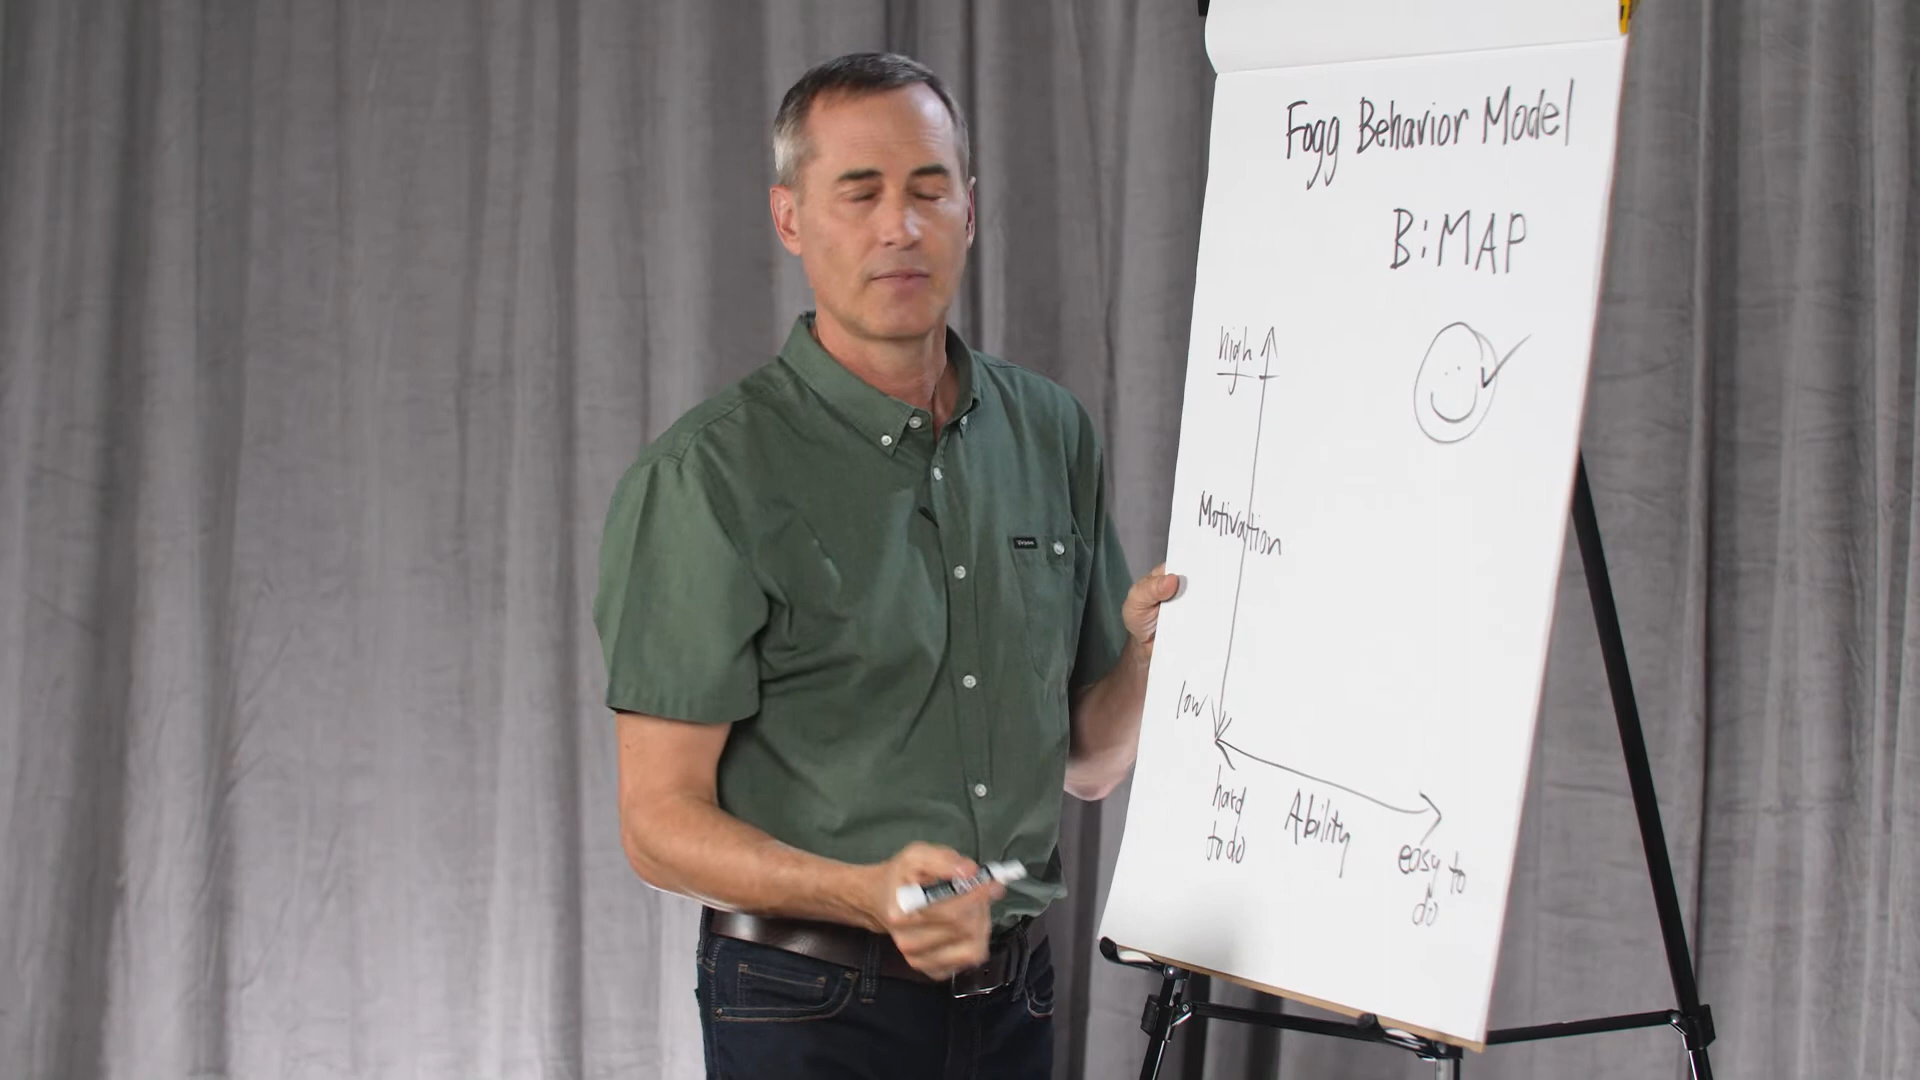 Fogg Behavior Model
B:MAP
high
Motivation
low
hard
to do
Ability
easy to
do